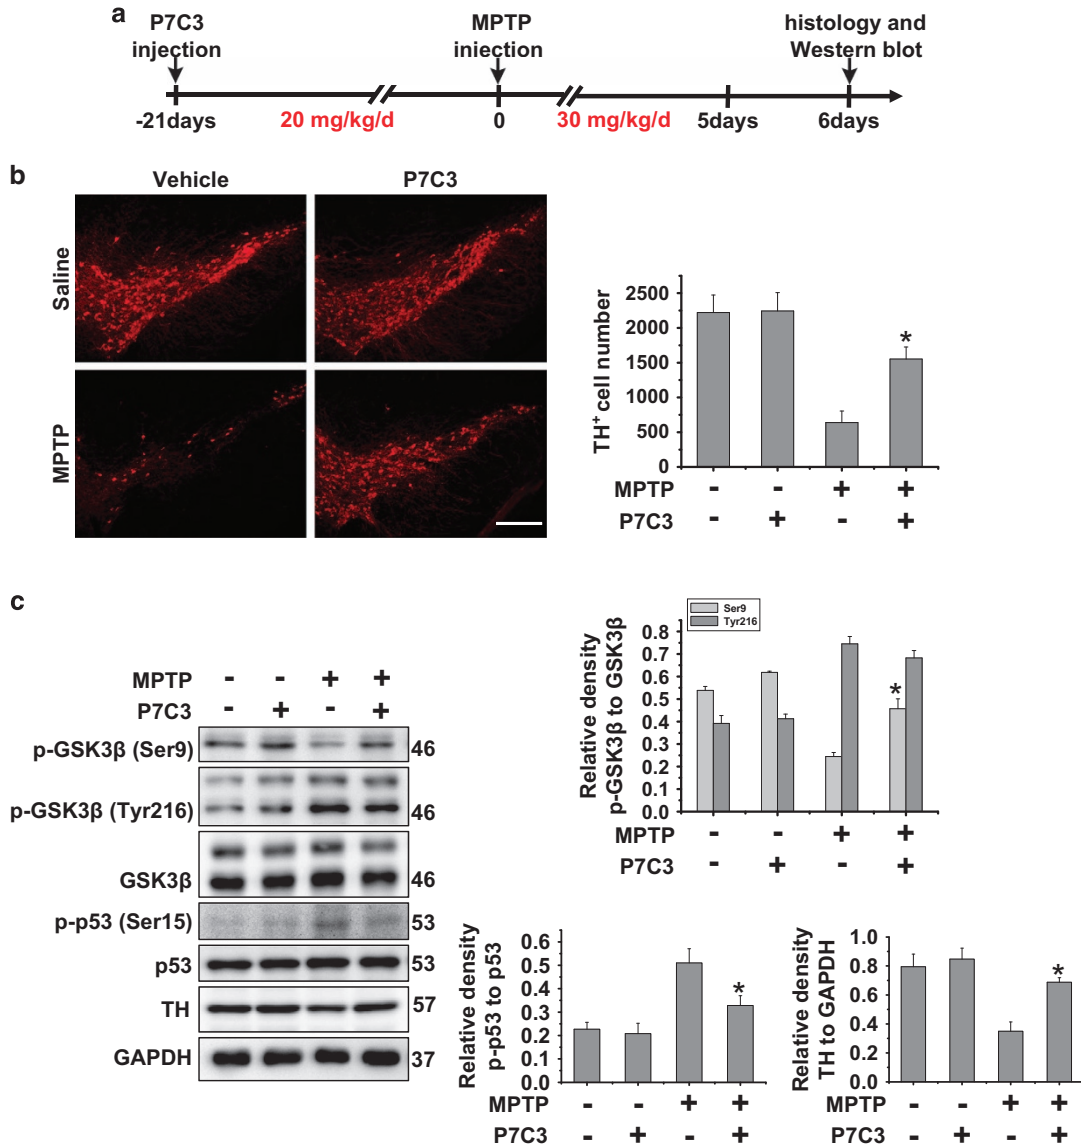 a
P7C3
injection
MPTP
iniection
histology and
Western blot
-21days
20 mg/kg/d
0
30 mg/kg/d
5days
6days
b
Vehicle
P7C3
Saline
MPTP
TH+ cell number
2500
2000
1500
1000
500
0
*
MPTP - - + +
P7C3 - + - +
c
MPTP - - + +
P7C3 - + - +
p-GSK3β (Ser9) 46
p-GSK3β (Tyr216) 46
GSK3β 46
p-p53 (Ser15) 53
p53 53
TH 57
GAPDH 37
Ser9
Tyr216
Relative density
p-GSK3β to GSK3β
0.8
0.7
0.6
0.5
0.4
0.3
0.2
0.1
0.0
*
MPTP - - + +
P7C3 - + - +
Relative density
p-p53 to p53
0.6
0.5
0.4
0.3
0.2
0.1
0.0
*
MPTP - - + +
P7C3 - + - +
Relative density
TH to GAPDH
1.0
0.8
0.6
0.4
0.2
0.0
*
MPTP - - + +
P7C3 - + - +